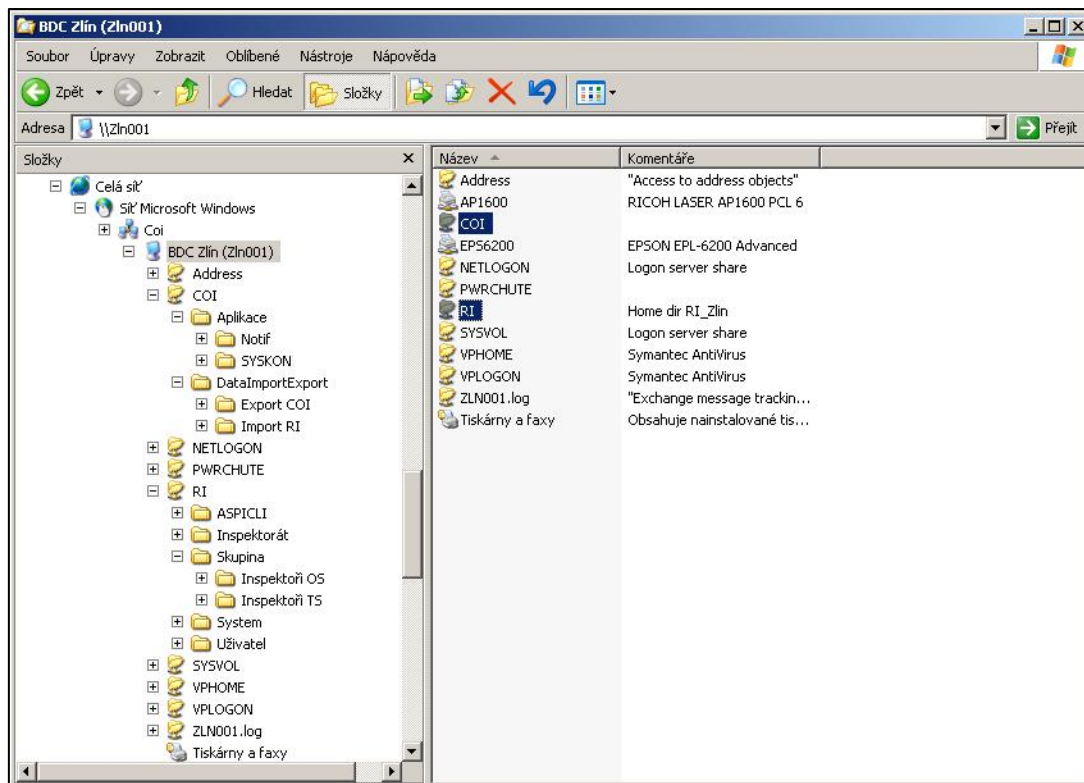 BDC Zlín (Zln001)
Soubor Úpravy Zobrazit Oblíbené Nástroje Nápověda
Zpět Hledat Složky
Adresa \\Zln001 Přejít
Složky
Celá síť
Síť Microsoft Windows
Coi
BDC Zlín (Zln001)
Address
COI
Aplikace
Notif
SYSKON
DataImportExport
Export COI
Import RI
NETLOGON
PWRCHUTE
RI
ASPICLI
Inspektorát
Skupina
Inspektoři OS
Inspektoři TS
System
Uživatel
SYSVOL
VPHOME
VPLOGON
ZLN001.log
Tiskárny a faxy
Název Komentáře
Address "Access to address objects"
AP1600 RICOH LASER AP1600 PCL 6
COI
EPS6200 EPSON EPL-6200 Advanced
NETLOGON Logon server share
PWRCHUTE
RI Home dir RI_Zlin
SYSVOL Logon server share
VPHOME Symantec AntiVirus
VPLOGON Symantec AntiVirus
ZLN001.log "Exchange message trackin...
Tiskárny a faxy Obsahuje nainstalované tis...